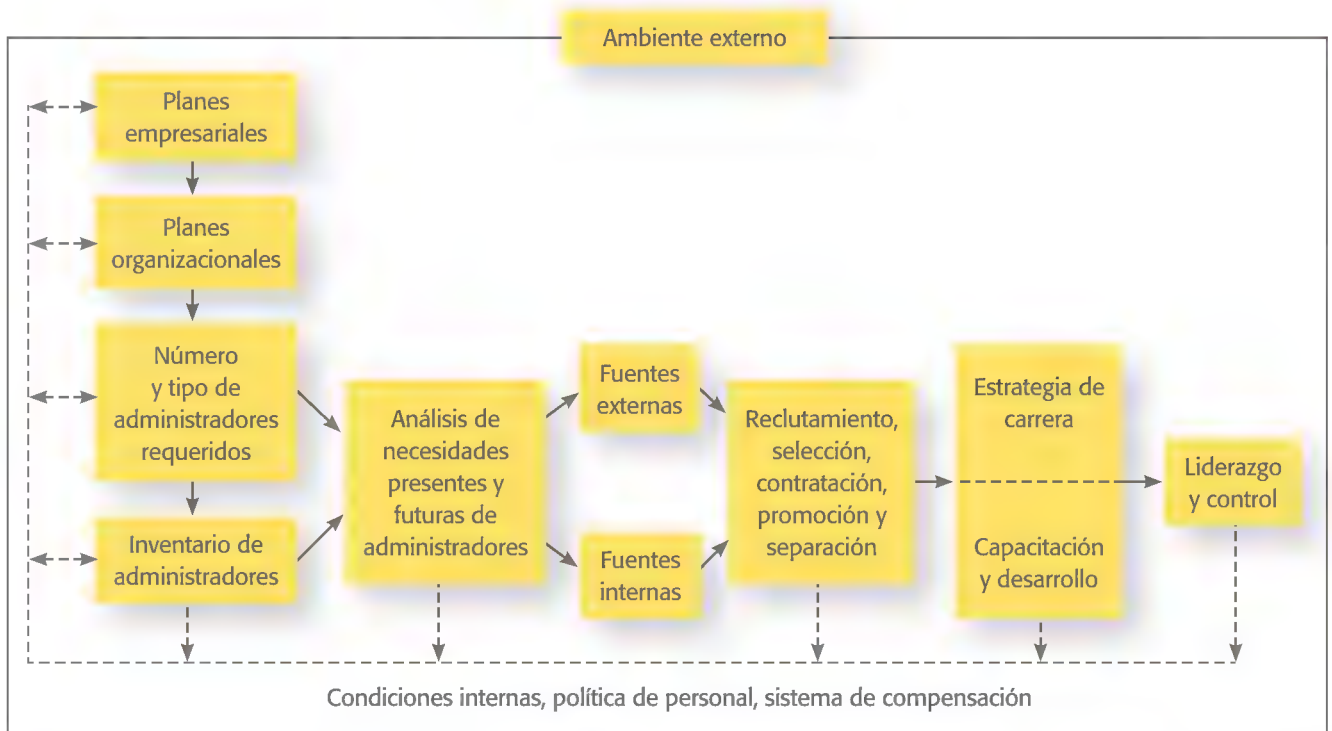 Ambiente externo
Planes
empresariales
Planes
organizacionales
Número
y tipo de
administradores
requeridos
Inventario de
administradores
Análisis de
necesidades
presentes y
futuras de
administradores
Fuentes
externas
Fuentes
internas
Reclutamiento,
selección,
contratación,
promoción y
separación
Estrategia de
carrera
Capacitación
y desarrollo
Liderazgo
y control
Condiciones internas, política de personal, sistema de compensación